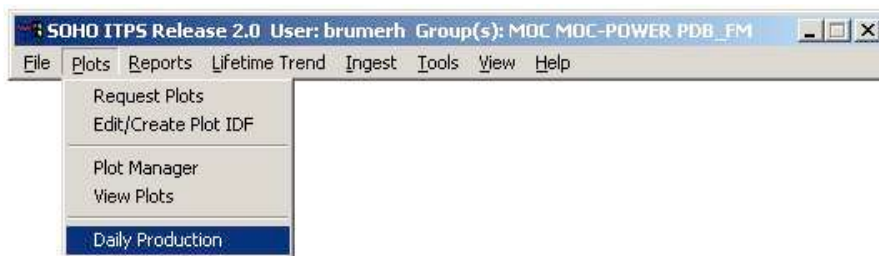 SOHO ITPS Release 2.0 User: brumerh Group(s): MOC MOC-POWER PDB_FM
File Plots Reports Lifetime Trend Ingest Tools View Help
Request Plots
Edit/Create Plot IDF
Plot Manager
View Plots
Daily Production